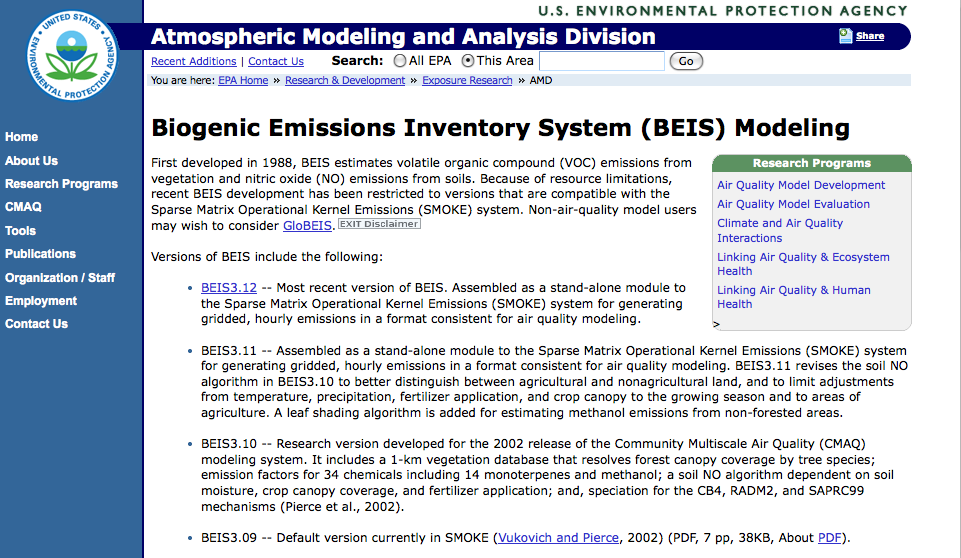 U.S. ENVIRONMENTAL PROTECTION AGENCY
UNITED STATES
ENVIRONMENTAL PROTECTION AGENCY
Atmospheric Modeling and Analysis Division
Share
Recent Additions | Contact Us Search: All EPA This Area Go
You are here: EPA Home » Research & Development » Exposure Research » AMD
Home
About Us
Research Programs
CMAQ
Tools
Publications
Organization / Staff
Employment
Contact Us
Biogenic Emissions Inventory System (BEIS) Modeling
First developed in 1988, BEIS estimates volatile organic compound (VOC) emissions from
vegetation and nitric oxide (NO) emissions from soils. Because of resource limitations,
recent BEIS development has been restricted to versions that are compatible with the
Sparse Matrix Operational Kernel Emissions (SMOKE) system. Non-air-quality model users
may wish to consider GloBEIS. EXIT Disclaimer
Research Programs
Air Quality Model Development
Air Quality Model Evaluation
Climate and Air Quality
Interactions
Linking Air Quality & Ecosystem
Health
Linking Air Quality & Human
Health
>
Versions of BEIS include the following:
• BEIS3.12 -- Most recent version of BEIS. Assembled as a stand-alone module to
the Sparse Matrix Operational Kernel Emissions (SMOKE) system for generating
gridded, hourly emissions in a format consistent for air quality modeling.
• BEIS3.11 -- Assembled as a stand-alone module to the Sparse Matrix Operational Kernel Emissions (SMOKE) system
for generating gridded, hourly emissions in a format consistent for air quality modeling. BEIS3.11 revises the soil NO
algorithm in BEIS3.10 to better distinguish between agricultural and nonagricultural land, and to limit adjustments
from temperature, precipitation, fertilizer application, and crop canopy to the growing season and to areas of
agriculture. A leaf shading algorithm is added for estimating methanol emissions from non-forested areas.
• BEIS3.10 -- Research version developed for the 2002 release of the Community Multiscale Air Quality (CMAQ)
modeling system. It includes a 1-km vegetation database that resolves forest canopy coverage by tree species;
emission factors for 34 chemicals including 14 monoterpenes and methanol; a soil NO algorithm dependent on soil
moisture, crop canopy coverage, and fertilizer application; and, speciation for the CB4, RADM2, and SAPRC99
mechanisms (Pierce et al., 2002).
• BEIS3.09 -- Default version currently in SMOKE (Vukovich and Pierce, 2002) (PDF, 7 pp, 38KB, About PDF).